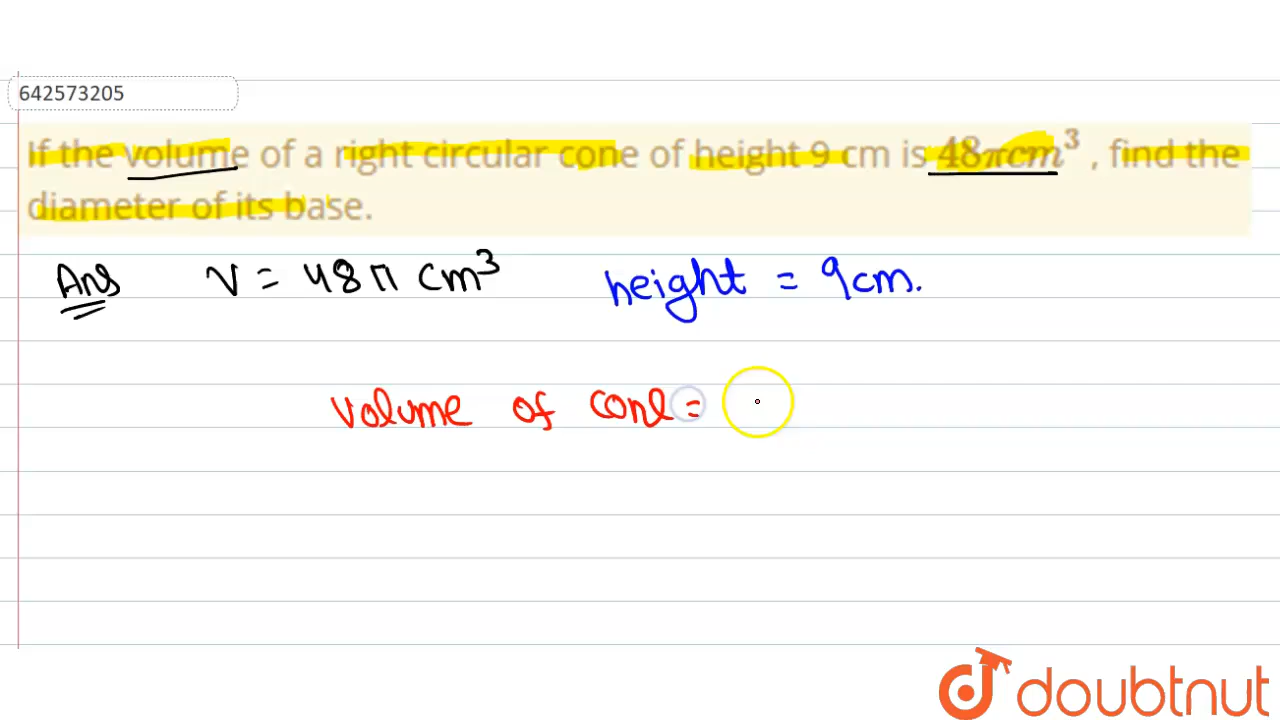 642573205
If the volume of a right circular cone of height 9 cm is 48πcm³ , find the
diameter of its base.
Ans V = 48π cm³ height = 9cm.
volume of cone =
doubtnut